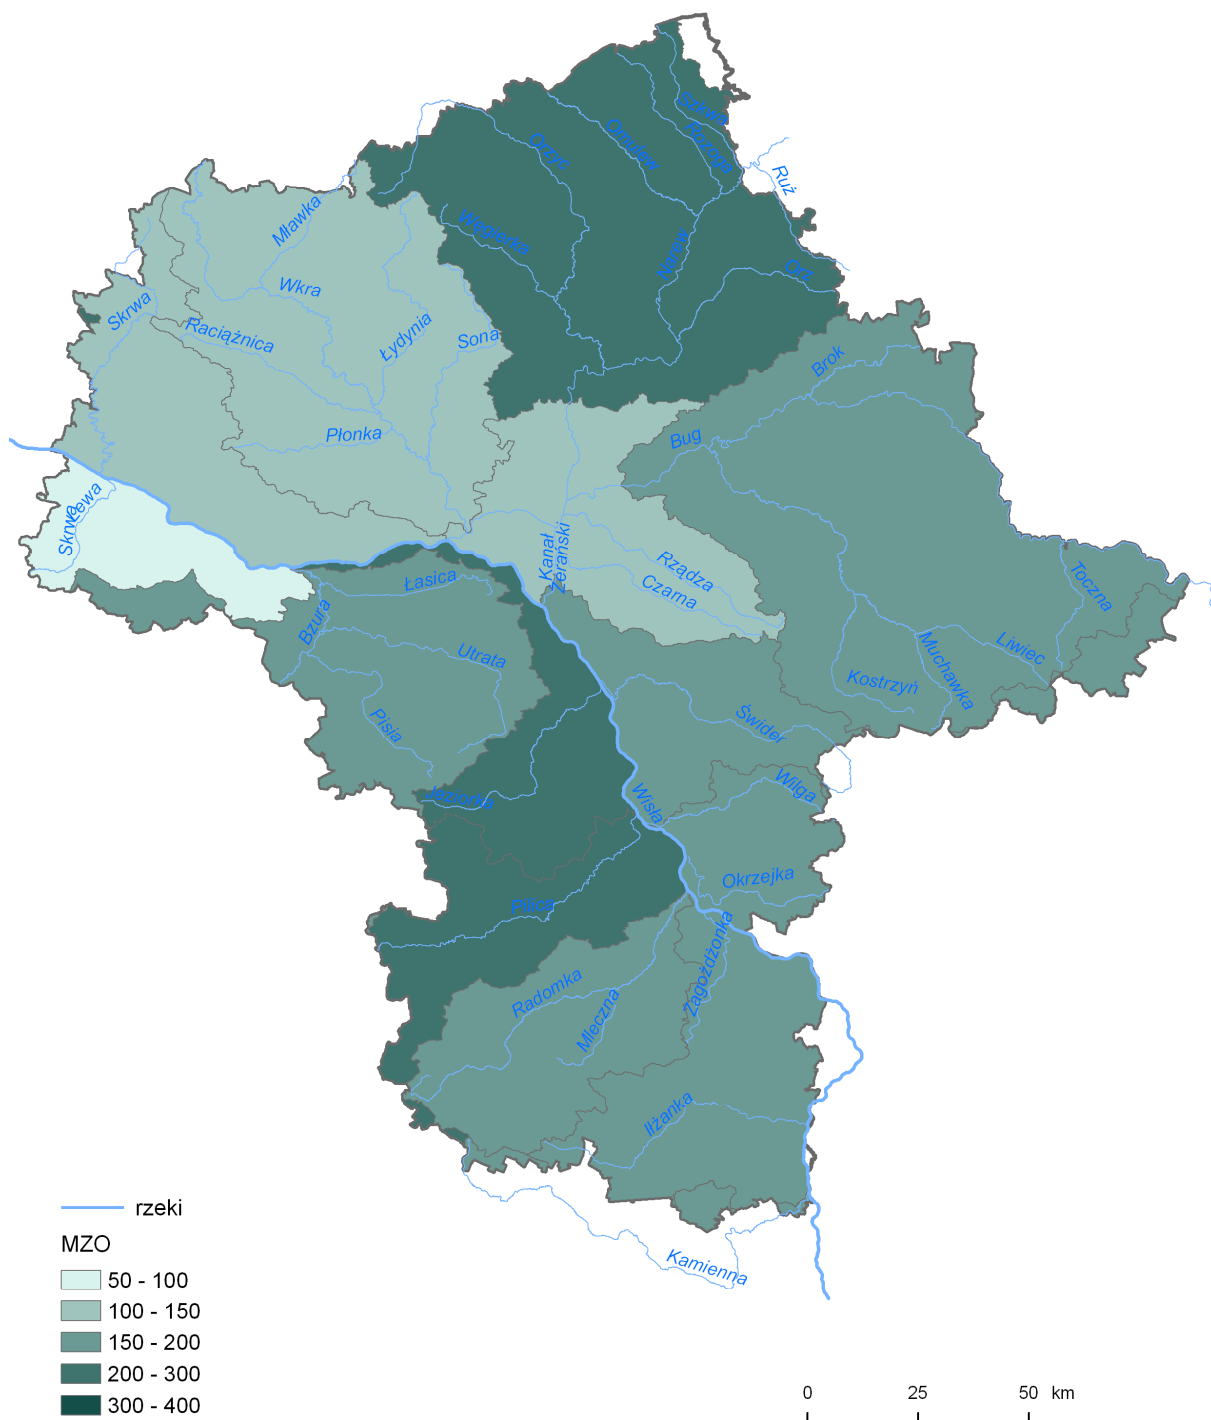 Szkwa
Rozoga
Omulew
Orzyc
Ruż
Mławka
Węgierka
Narew
Orz
Wkra
Skrwa
Raciążnica
Łydynia
Sona
Brok
Płonka
Bug
Skrwa
Lewa
Kanał
Żerański
Rządza
Czarna
Łasica
Toczna
Bzura
Utrata
Muchawka
Liwiec
Kostrzyń
Pisia
Świder
Jeziorka
Wisła
Wilga
Okrzejka
Pilica
Zagożdżonka
Radomka
Mleczna
Iłżanka
Kamienna
rzeki
MZO
50 - 100
100 - 150
150 - 200
200 - 300
300 - 400
0 25 50 km